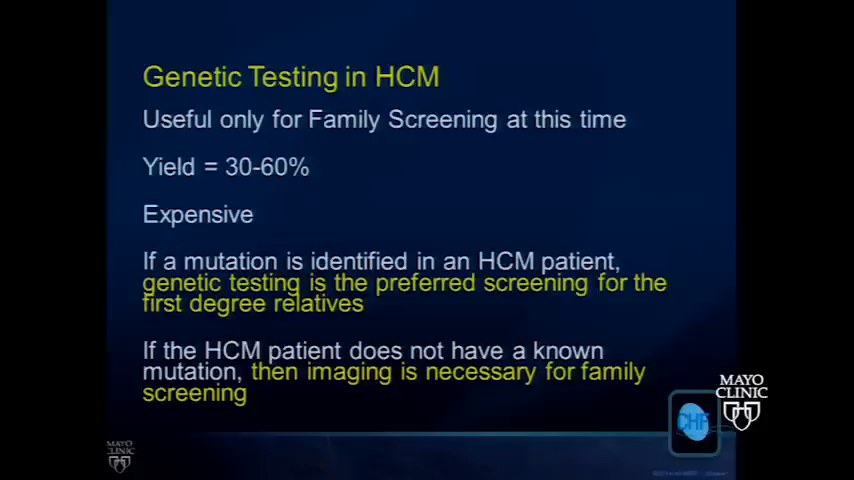 Genetic Testing in HCM
Useful only for Family Screening at this time
Yield = 30-60%
Expensive
If a mutation is identified in an HCM patient,
genetic testing is the preferred screening for the
first degree relatives
If the HCM patient does not have a known
mutation, then imaging is necessary for family
screening
MAYO
CLINIC
CHF
MAYO
CLINIC